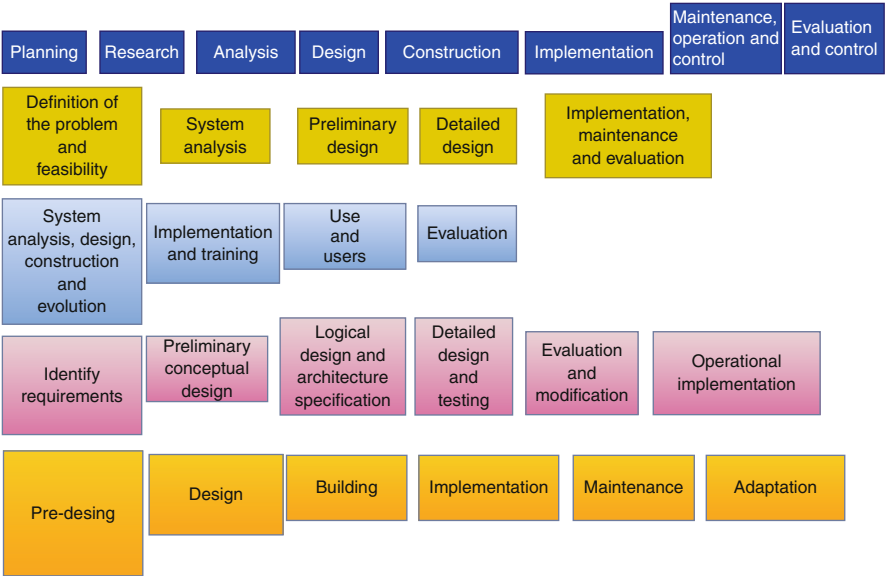 Planning
Research
Analysis
Design
Construction
Implementation
Maintenance,
operation and
control
Evaluation
and control
Definition of
the problem
and
feasibility
System
analysis
Preliminary
design
Detailed
design
Implementation,
maintenance
and evaluation
System
analysis, design,
construction
and
evolution
Implementation
and training
Use
and
users
Evaluation
Identify
requirements
Preliminary
conceptual
design
Logical
design and
architecture
specification
Detailed
design
and
testing
Evaluation
and
modification
Operational
implementation
Pre-desing
Design
Building
Implementation
Maintenance
Adaptation